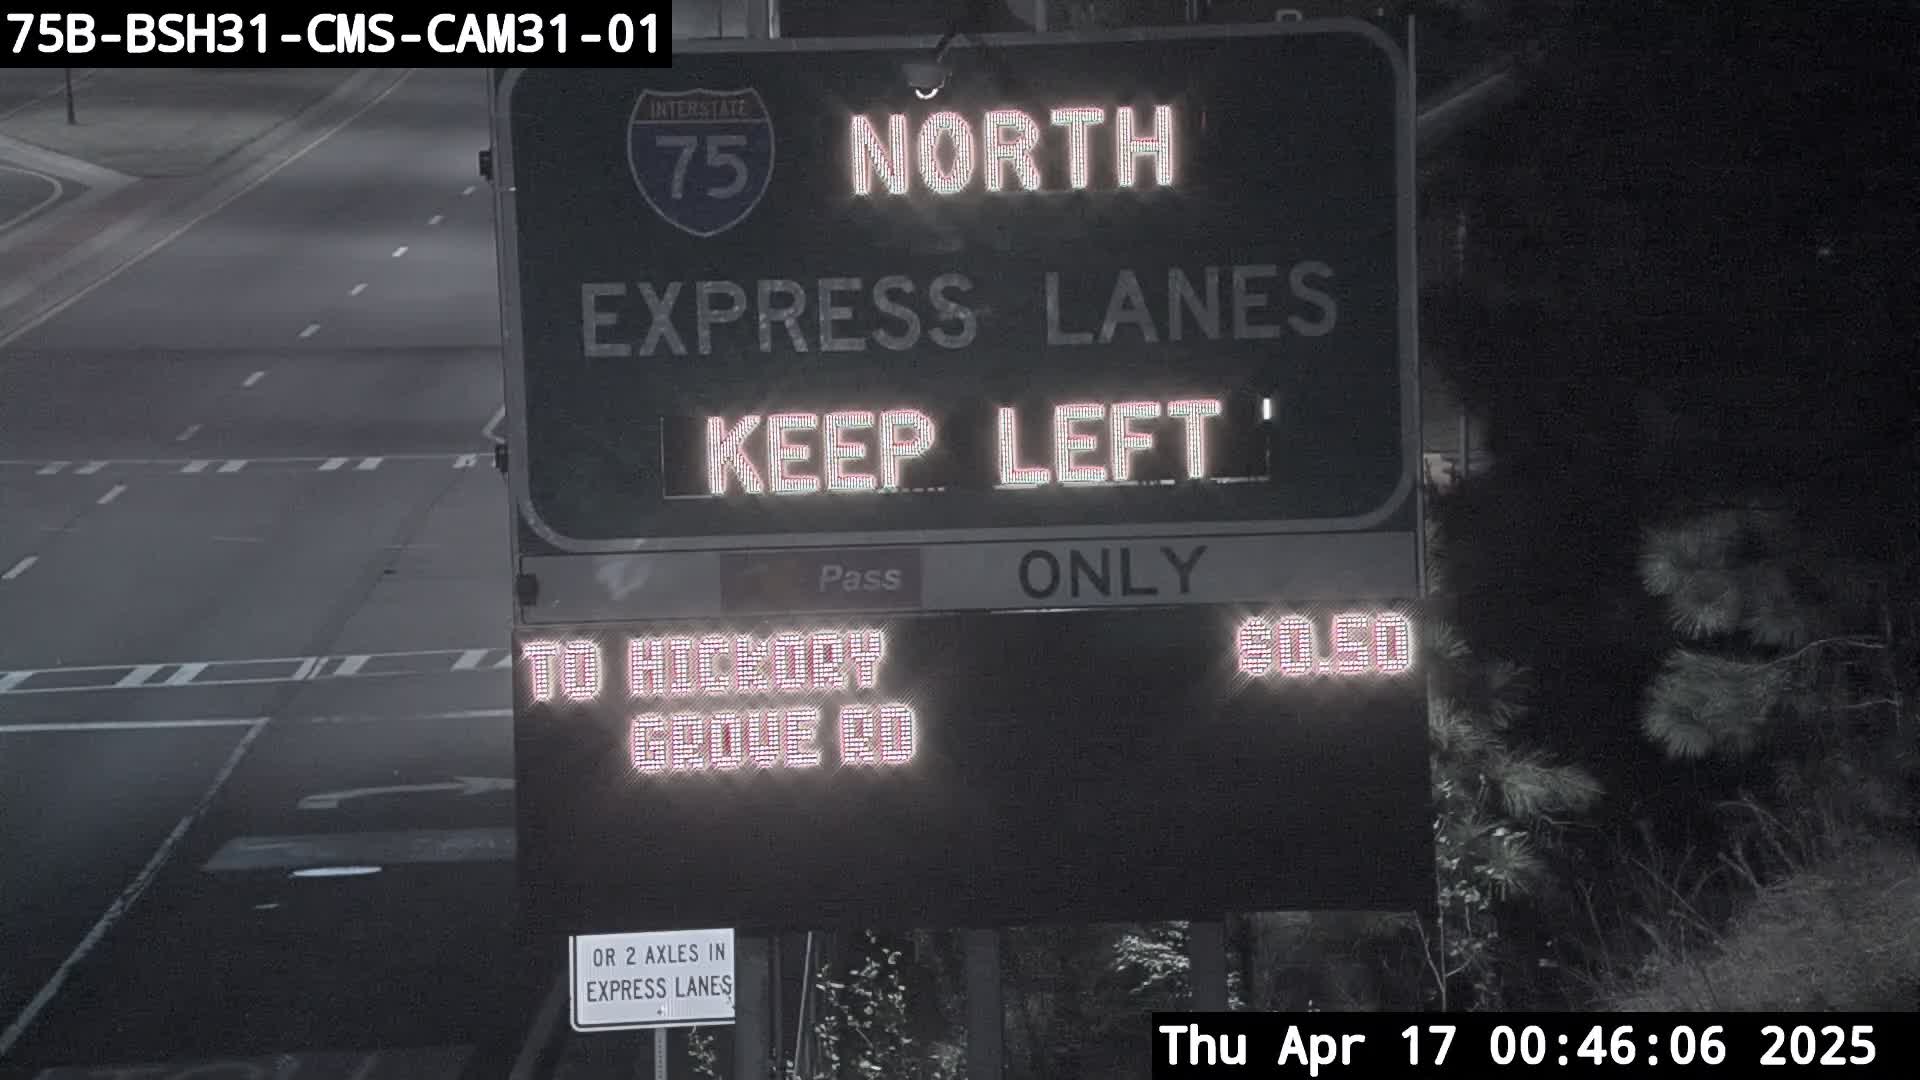 75B-BSH31-CMS-CAM31-01
INTERSTATE
75
NORTH
EXPRESS LANES
KEEP LEFT
Pass ONLY
TO HICKORY $0.50
GROVE RD
OR 2 AXLES IN
EXPRESS LANES
Thu Apr 17 00:46:06 2025